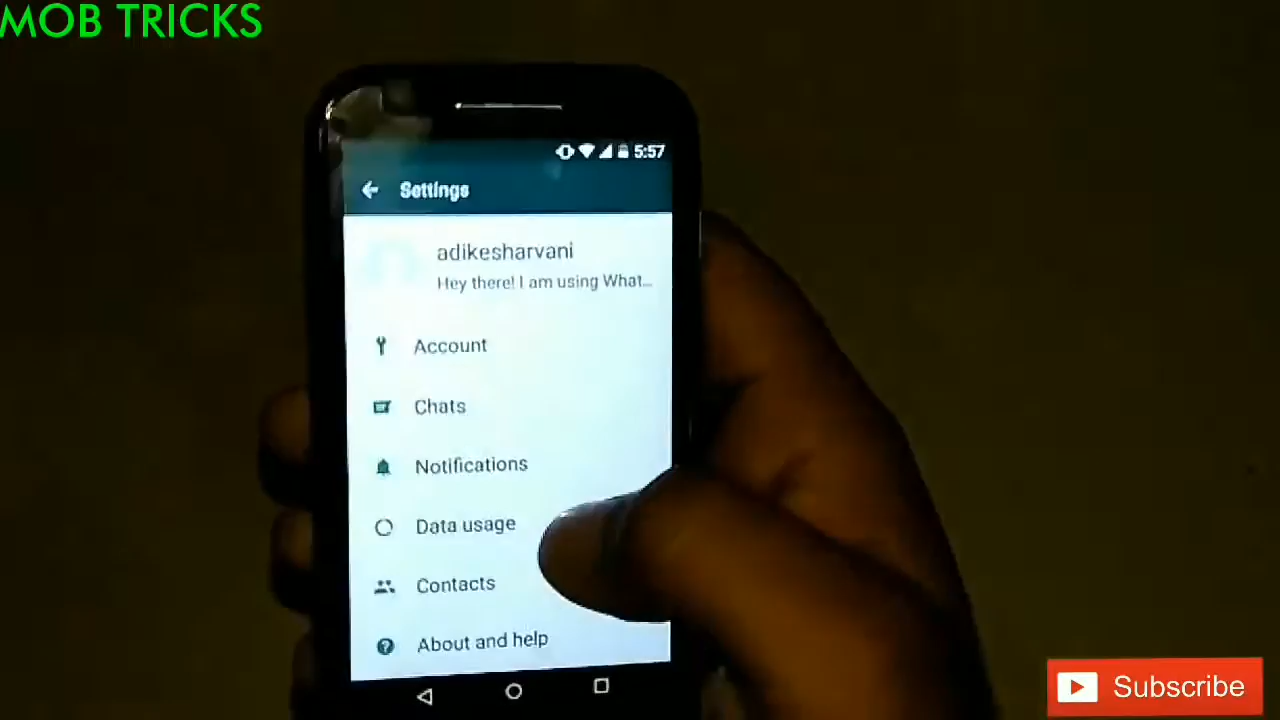 MOB TRICKS
5:57
Settings
adikesharvani
Hey there! I am using What...
Account
Chats
Notifications
Data usage
Contacts
About and help
Subscribe